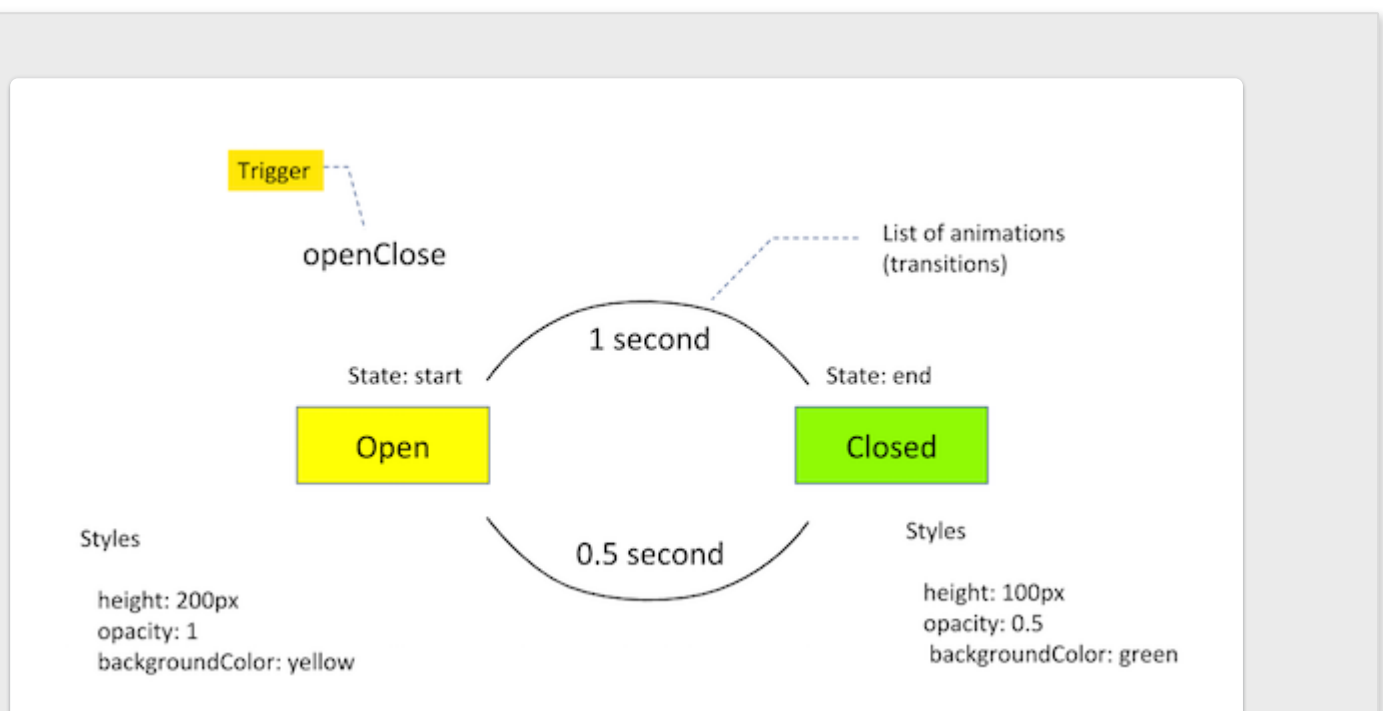 Trigger
openClose
List of animations
(transitions)
1 second
State: start
State: end
Open
Closed
0.5 second
Styles
height: 200px
opacity: 1
backgroundColor: yellow
Styles
height: 100px
opacity: 0.5
backgroundColor: green